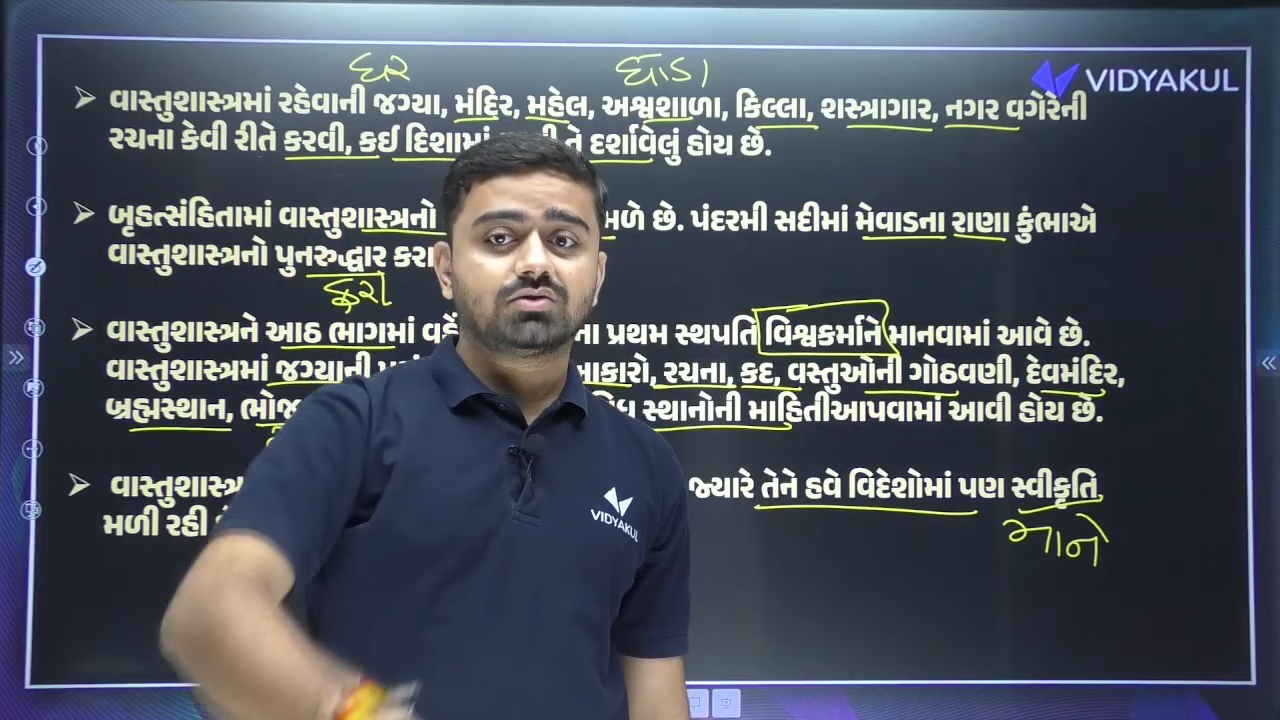 ઘર ઘોડા
VIDYAKUL
➢ વાસ્તુશાસ્ત્રમાં રહેવાની જગ્યા, મંદિર, મહેલ, અશ્વશાળા, કિલ્લા, શસ્ત્રાગાર, નગર વગેરેની
રચના કેવી રીતે કરવી, કઈ દિશામાં તે દર્શાવેલું હોય છે.
➢ બૃહત્સંહિતામાં વાસ્તુશાસ્ત્રનો મળે છે. પંદરમી સદીમાં મેવાડના રાણા કુંભાએ
વાસ્તુશાસ્ત્રનો પુનરુદ્ધાર
ફરી
➢ વાસ્તુશાસ્ત્રને આઠ ભાગમાં પ્રથમ સ્થપતિ વિશ્વકર્માને માનવામાં આવે છે.
વાસ્તુશાસ્ત્રમાં જગ્યાની રચના, કદ, વસ્તુઓની ગોઠવણી, દેવમંદિર,
બ્રહ્મસ્થાન, સ્થાનોની માહિતીઆપવામાં આવી હોય છે.
➢ જ્યારે તેને હવે વિદેશોમાં પણ સ્વીકૃતિ
મળી રહી
માને
VIDYAKUL